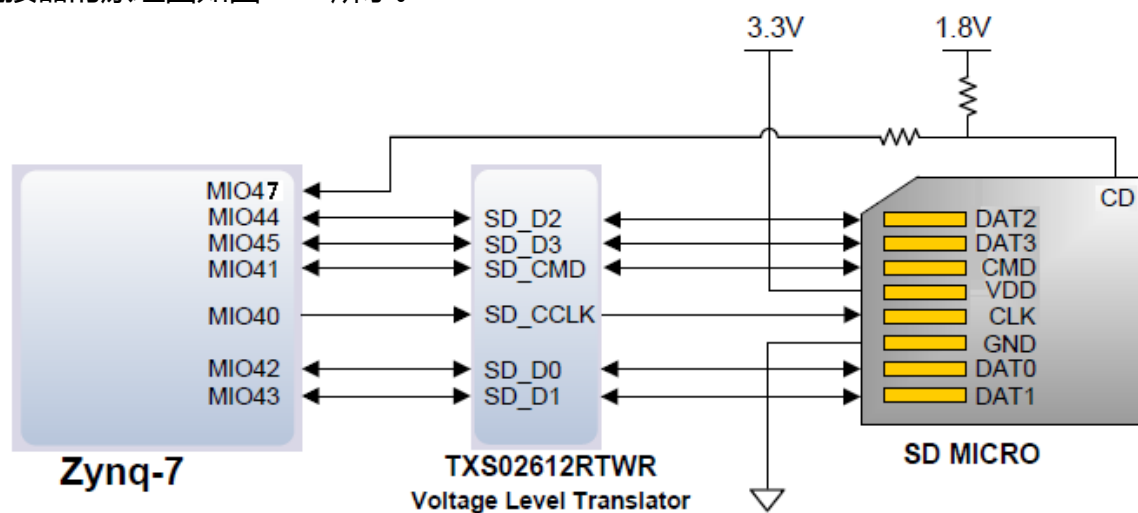 3.3V
1.8V
MIO47
MIO44
MIO45
MIO41
MIO40
MIO42
MIO43
Zynq-7
SD_D2
SD_D3
SD_CMD
SD_CCLK
SD_D0
SD_D1
TXS02612RTWR
Voltage Level Translator
CD
DAT2
DAT3
CMD
VDD
CLK
GND
DAT0
DAT1
SD MICRO